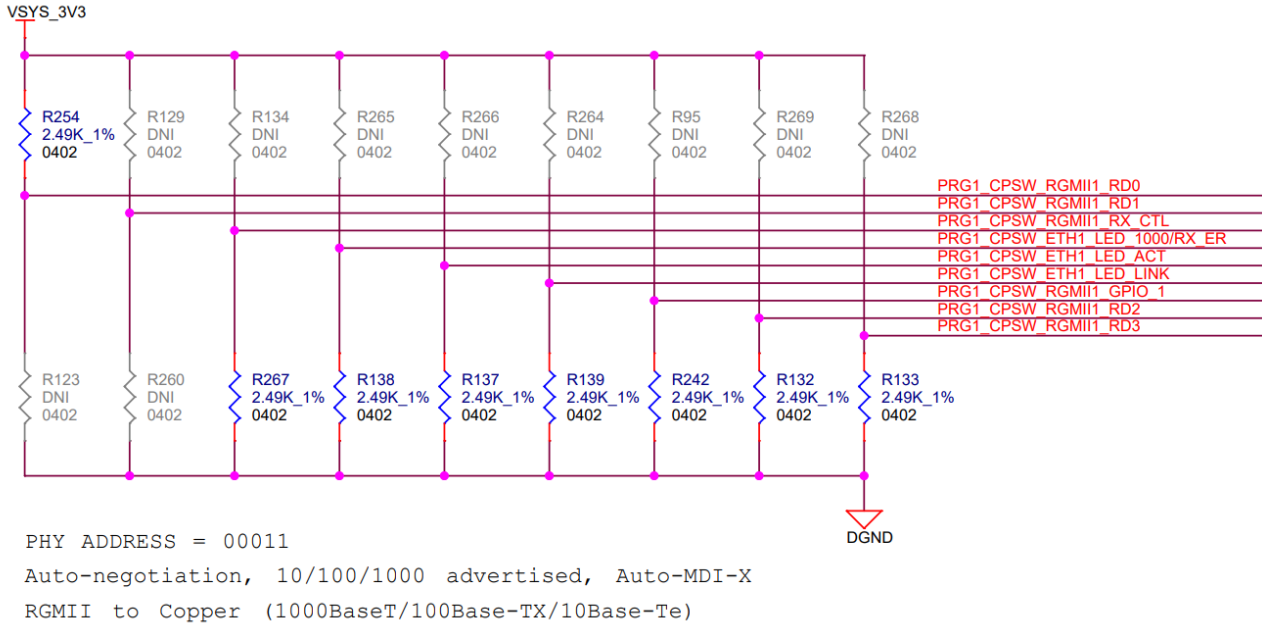 VSYS_3V3
R254
2.49K_1%
0402
R129
DNI
0402
R134
DNI
0402
R265
DNI
0402
R266
DNI
0402
R264
DNI
0402
R95
DNI
0402
R269
DNI
0402
R268
DNI
0402
PRG1_CPSW_RGMII1_RD0
PRG1_CPSW_RGMII1_RD1
PRG1_CPSW_RGMII1_RX_CTL
PRG1_CPSW_ETH1_LED_1000/RX_ER
PRG1_CPSW_ETH1_LED_ACT
PRG1_CPSW_ETH1_LED_LINK
PRG1_CPSW_RGMII1_GPIO_1
PRG1_CPSW_RGMII1_RD2
PRG1_CPSW_RGMII1_RD3
R123
DNI
0402
R260
DNI
0402
R267
2.49K_1%
0402
R138
2.49K_1%
0402
R137
2.49K_1%
0402
R139
2.49K_1%
0402
R242
2.49K_1%
0402
R132
2.49K_1%
0402
R133
2.49K_1%
0402
DGND
PHY ADDRESS = 00011
Auto-negotiation, 10/100/1000 advertised, Auto-MDI-X
RGMII to Copper (1000BaseT/100Base-TX/10Base-Te)